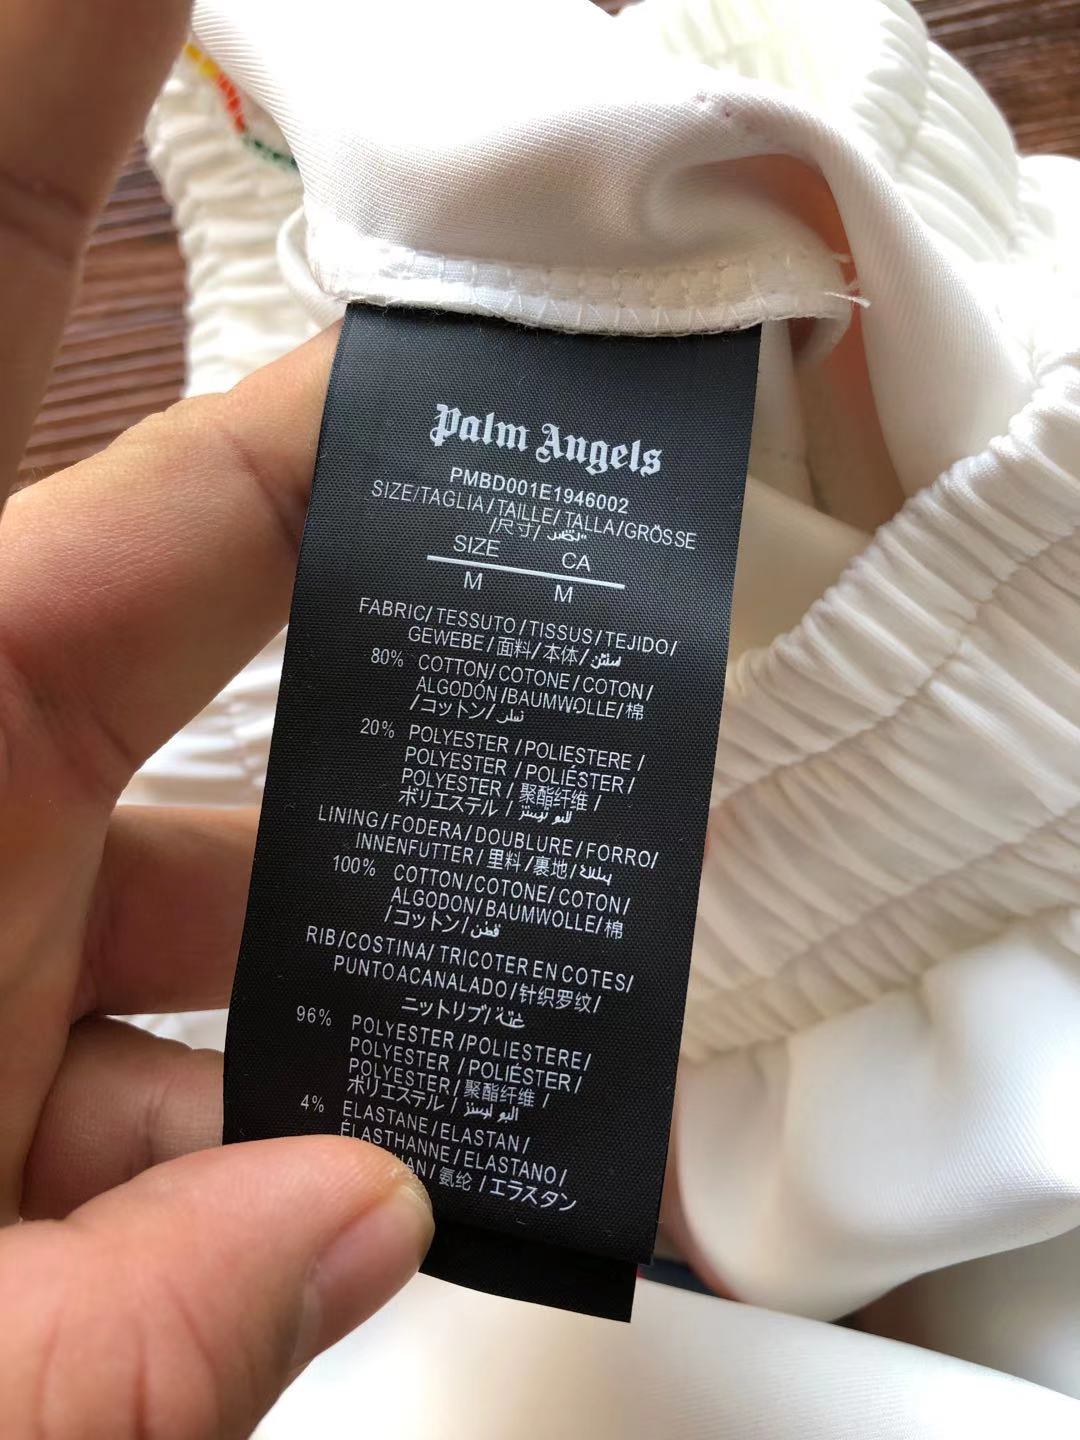 Palm Angels
PMBD001E1946002
SIZE/TAGLIA/TAILLE/TALLA/GRÖSSE
/尺寸/
SIZE CA
M M
FABRIC/TESSUTO/TISSUS/TEJIDO/
GEWEBE/面料/本体/
80% COTTON/COTONE/COTON/
ALGODÓN/BAUMWOLLE/棉
/コットン/
20% POLYESTER/POLIESTERE/
POLYESTER/POLIÉSTER/
POLYESTER/聚酯纤维/
ポリエステル/
LINING/FODERA/DOUBLURE/FORRO/
INNENFUTTER/里料/裏地/
100% COTTON/COTONE/COTON/
ALGODON/BAUMWOLLE/棉
/コットン/قطن
RIB/COSTINA/TRICOTER EN COTES/
PUNTO ACANALADO/针织罗纹/
ニットリブ/
96% POLYESTER/POLIESTERE/
POLYESTER/POLIÉSTER/
POLYESTER/聚酯纤维/
ポリエステル/
4% ELASTANE/ELASTAN/
ÉLASTHANNE/ELASTANO/
/氨纶/エラスタン